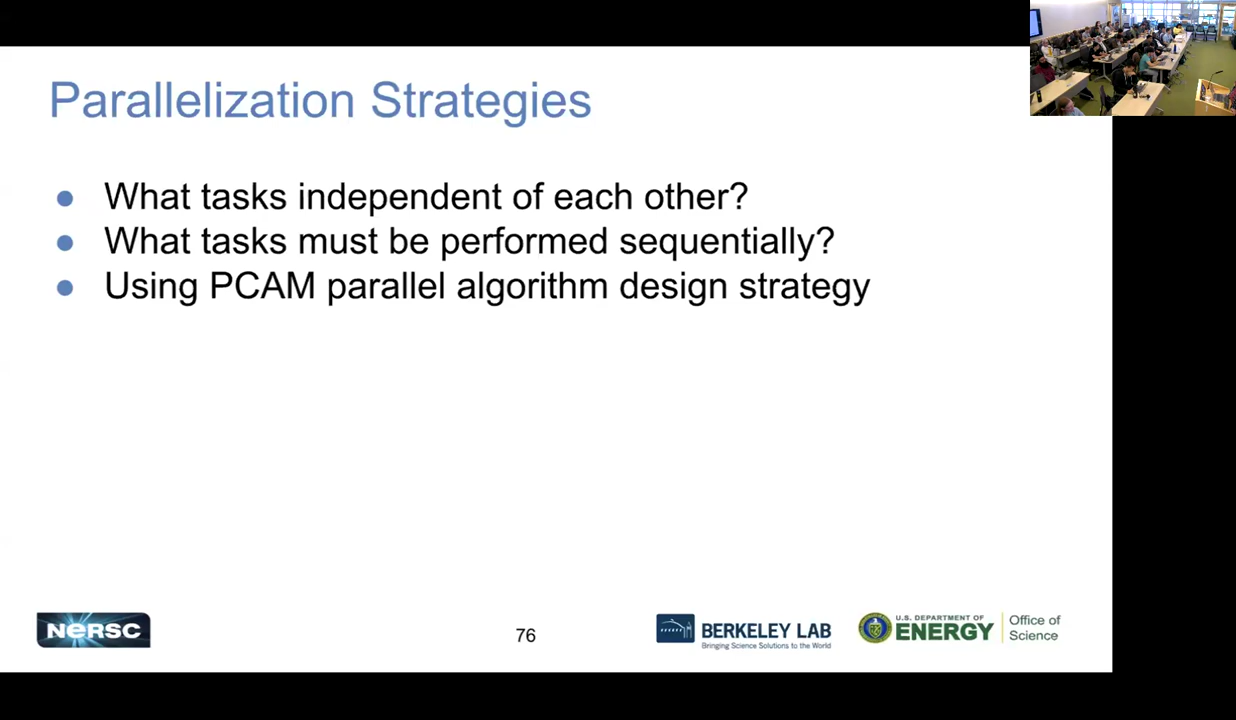 Parallelization Strategies
● What tasks independent of each other?
● What tasks must be performed sequentially?
● Using PCAM parallel algorithm design strategy
NERSC
76
BERKELEY LAB
Bringing Science Solutions to the World
U.S. DEPARTMENT OF
ENERGY
Office of
Science